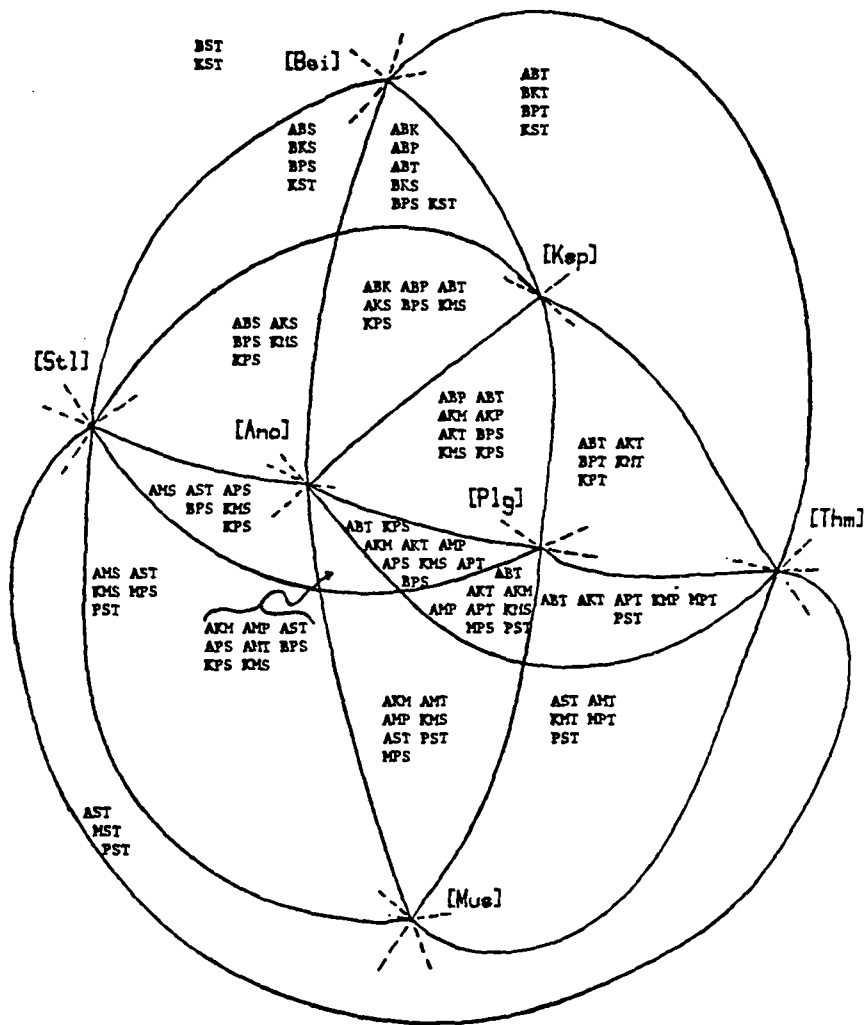 BST
KST
[Bei]
ABT
BKT
BPT
KST
ABS
BKS
BPS
KST
ABK
ABP
ABT
BKS
BPS KST
[Ksp]
ABK ABP ABT
AKS BPS KMS
KPS
ABS AKS
BPS KMS
KPS
[Stl]
ABP ABT
AKM AKP
AKT BPS
KMS KPS
[Ano]
ABT AKT
BPT KMT
KPT
[Plg]
[Thm]
AMS AST APS
BPS KMS
KPS
ABT KPS
AKM AKT AMP
APS KMS APT
BPS
ABT
AKT AKM
AMP APT KMS
MPS PST
ABT AKT APT KMP MPT
PST
AMS AST
KMS MPS
PST
AKM AMP AST
APS AMT BPS
KPS KMS
AKM AMT
AMP KMS
AST PST
MPS
AST AMT
KMT MPT
PST
AST
MST
PST
[Mus]